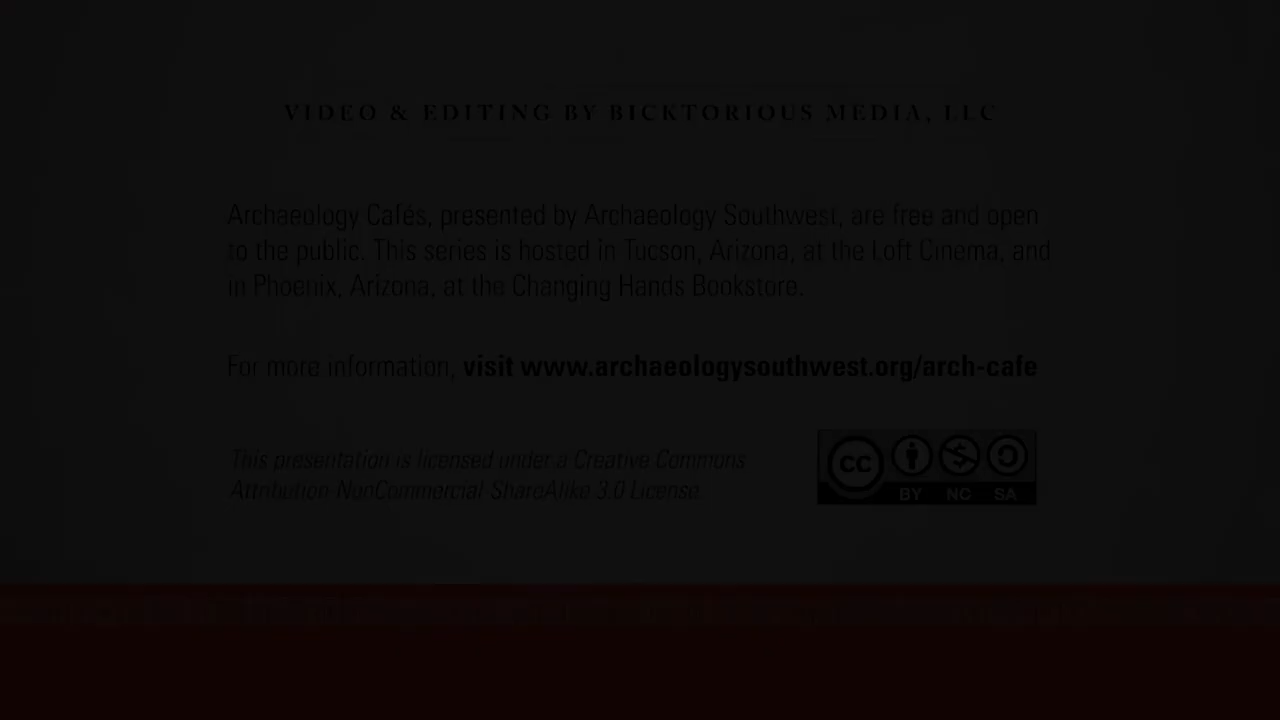 VIDEO & EDITING BY BICKTORIOUS MEDIA, LLC
Archaeology Cafés, presented by Archaeology Southwest, are free and open
to the public. This series is hosted in Tucson, Arizona, at the Loft Cinema, and
in Phoenix, Arizona, at the Changing Hands Bookstore.
For more information, visit www.archaeologysouthwest.org/arch-cafe
This presentation is licensed under a Creative Commons
Attribution-NonCommercial-ShareAlike 3.0 License.
CC
BY NC SA